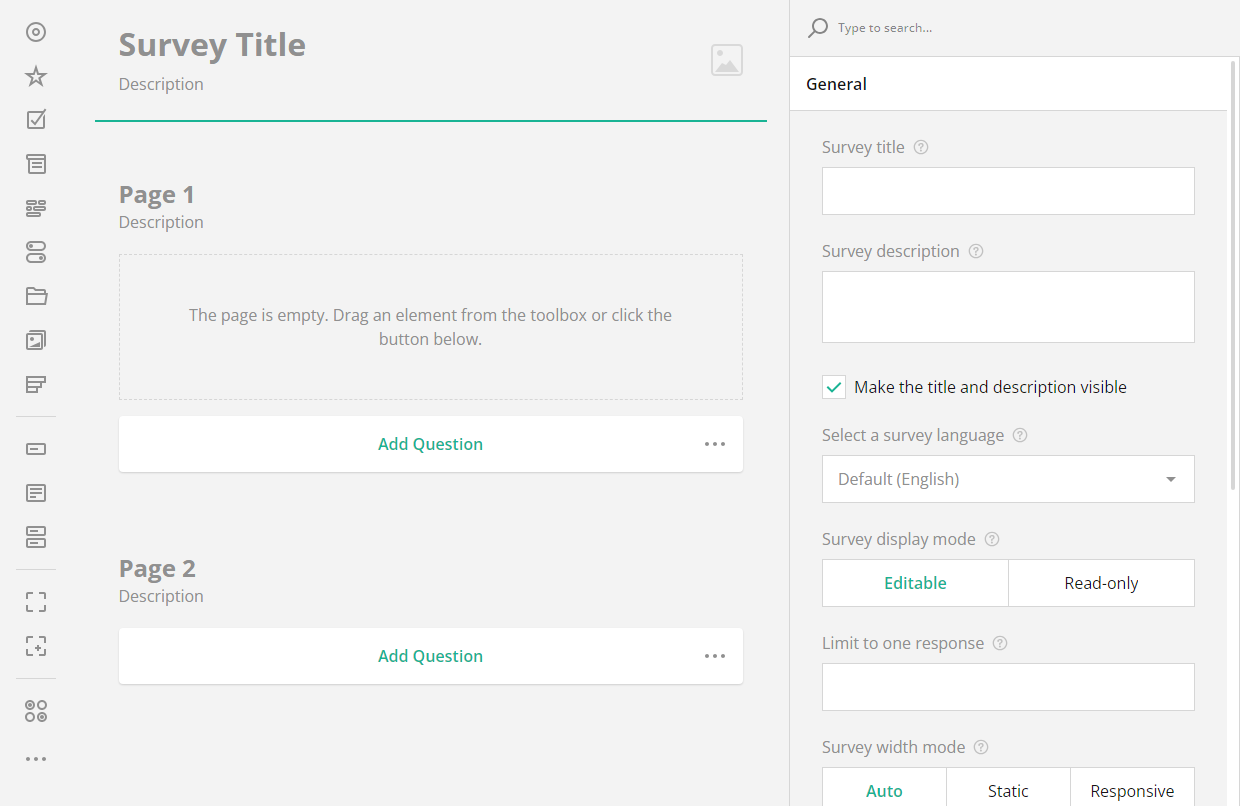 Survey Title
Description
Page 1
Description
The page is empty. Drag an element from the toolbox or click the
button below.
Add Question
Page 2
Description
Add Question
Type to search...
General
Survey title
Survey description
Make the title and description visible
Select a survey language
Default (English)
Survey display mode
Editable
Read-only
Limit to one response
Survey width mode
Auto
Static
Responsive